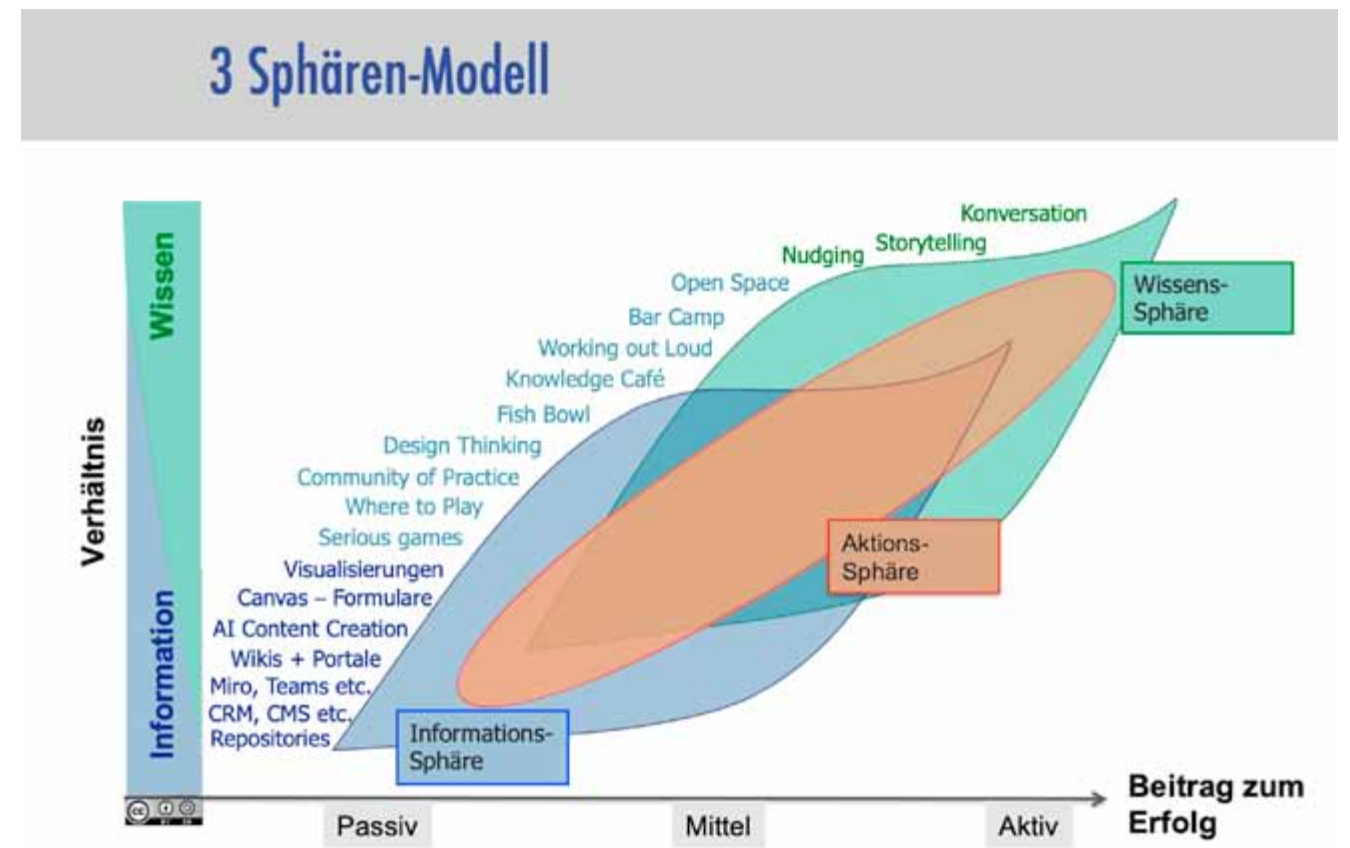 3 Sphären-Modell
Konversation
Storytelling
Nudging
Open Space
Bar Camp
Working out Loud
Knowledge Café
Fish Bowl
Design Thinking
Community of Practice
Where to Play
Serious games
Visualisierungen
Canvas – Formulare
AI Content Creation
Wikis + Portale
Miro, Teams etc.
CRM, CMS etc.
Repositories
Wissen
Information
Verhältnis
Wissens-
Sphäre
Aktions-
Sphäre
Informations-
Sphäre
Passiv
Mittel
Aktiv
Beitrag zum
Erfolg
cc